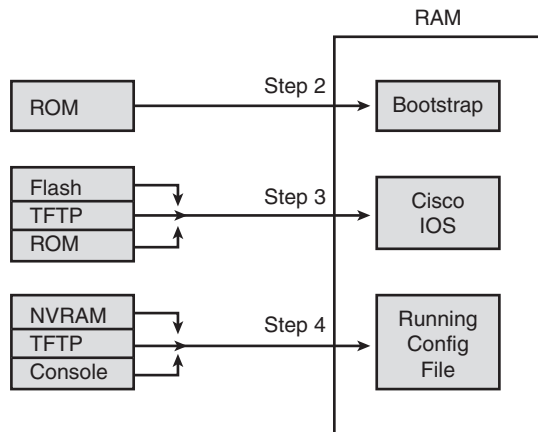 RAM
Step 2
ROM
Bootstrap
Flash
TFTP
ROM
Step 3
Cisco
IOS
NVRAM
TFTP
Console
Step 4
Running
Config
File